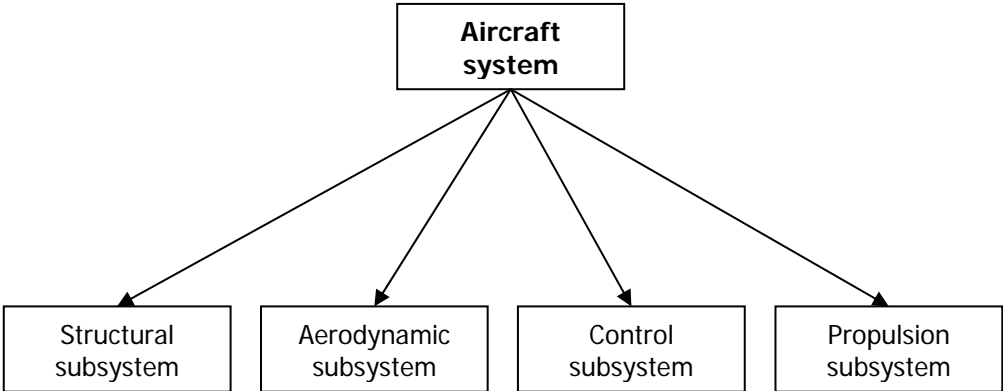 Aircraft
system
Structural
subsystem
Aerodynamic
subsystem
Control
subsystem
Propulsion
subsystem